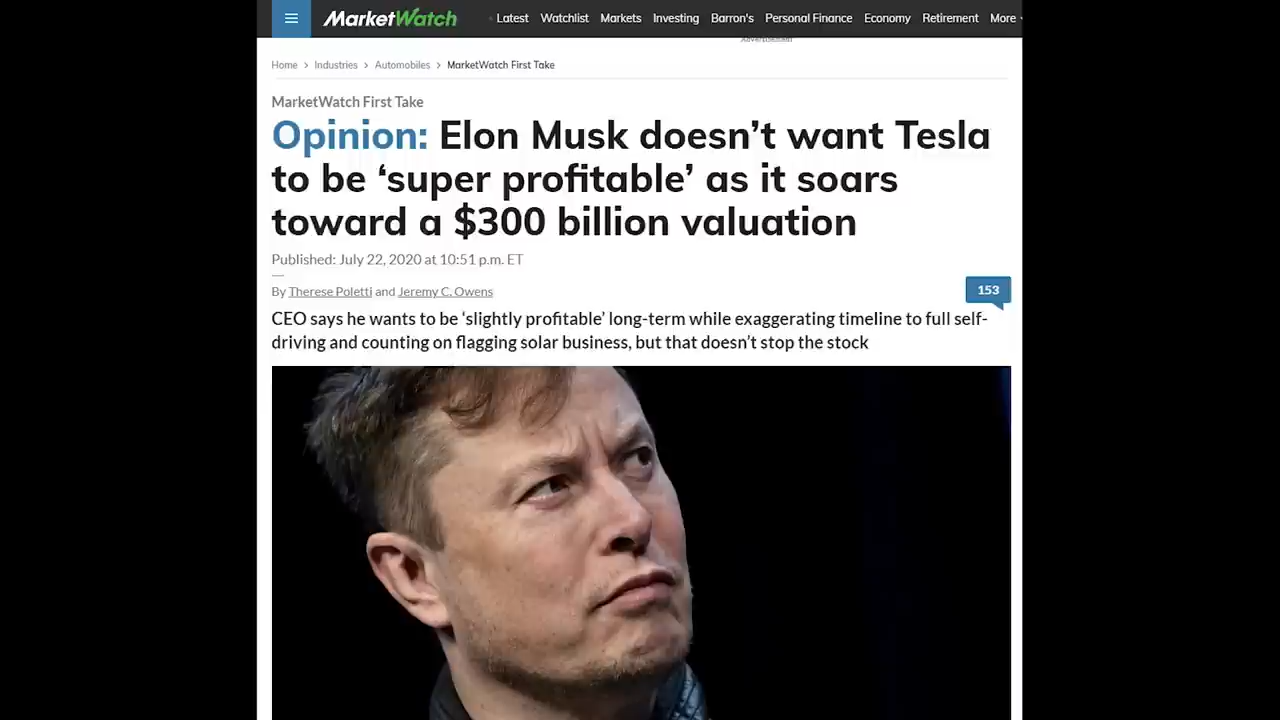 MarketWatch
Latest Watchlist Markets Investing Barron's Personal Finance Economy Retirement More
Advertisement
Home > Industries > Automobiles > MarketWatch First Take
MarketWatch First Take
Opinion: Elon Musk doesn’t want Tesla
to be ‘super profitable’ as it soars
toward a $300 billion valuation
Published: July 22, 2020 at 10:51 p.m. ET
By Therese Poletti and Jeremy C. Owens
153
CEO says he wants to be ‘slightly profitable’ long-term while exaggerating timeline to full self-
driving and counting on flagging solar business, but that doesn’t stop the stock